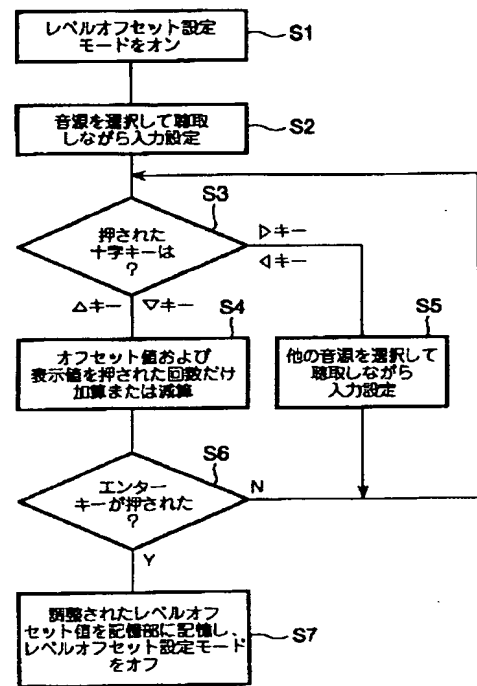 レベルオフセット設定
モードをオン
S1
音源を選択して聴取
しながら入力設定
S2
S3
押された
十字キーは
?
▷キー
◁キー
△キー
▽キー
S4
S5
オフセット値および
表示値を押された回数だけ
加算または減算
他の音源を選択して
聴取しながら
入力設定
S6
エンター
キーが押された
?
N
Y
調整されたレベルオフ
セット値を記憶部に記憶し、
レベルオフセット設定モード
をオフ
S7